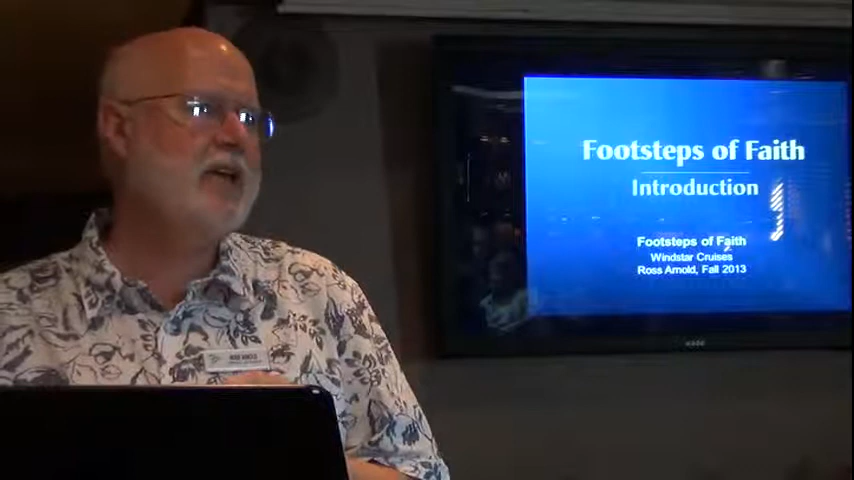 Footsteps of Faith
Introduction
Footsteps of Faith
Windstar Cruises
Ross Arnold, Fall 2013